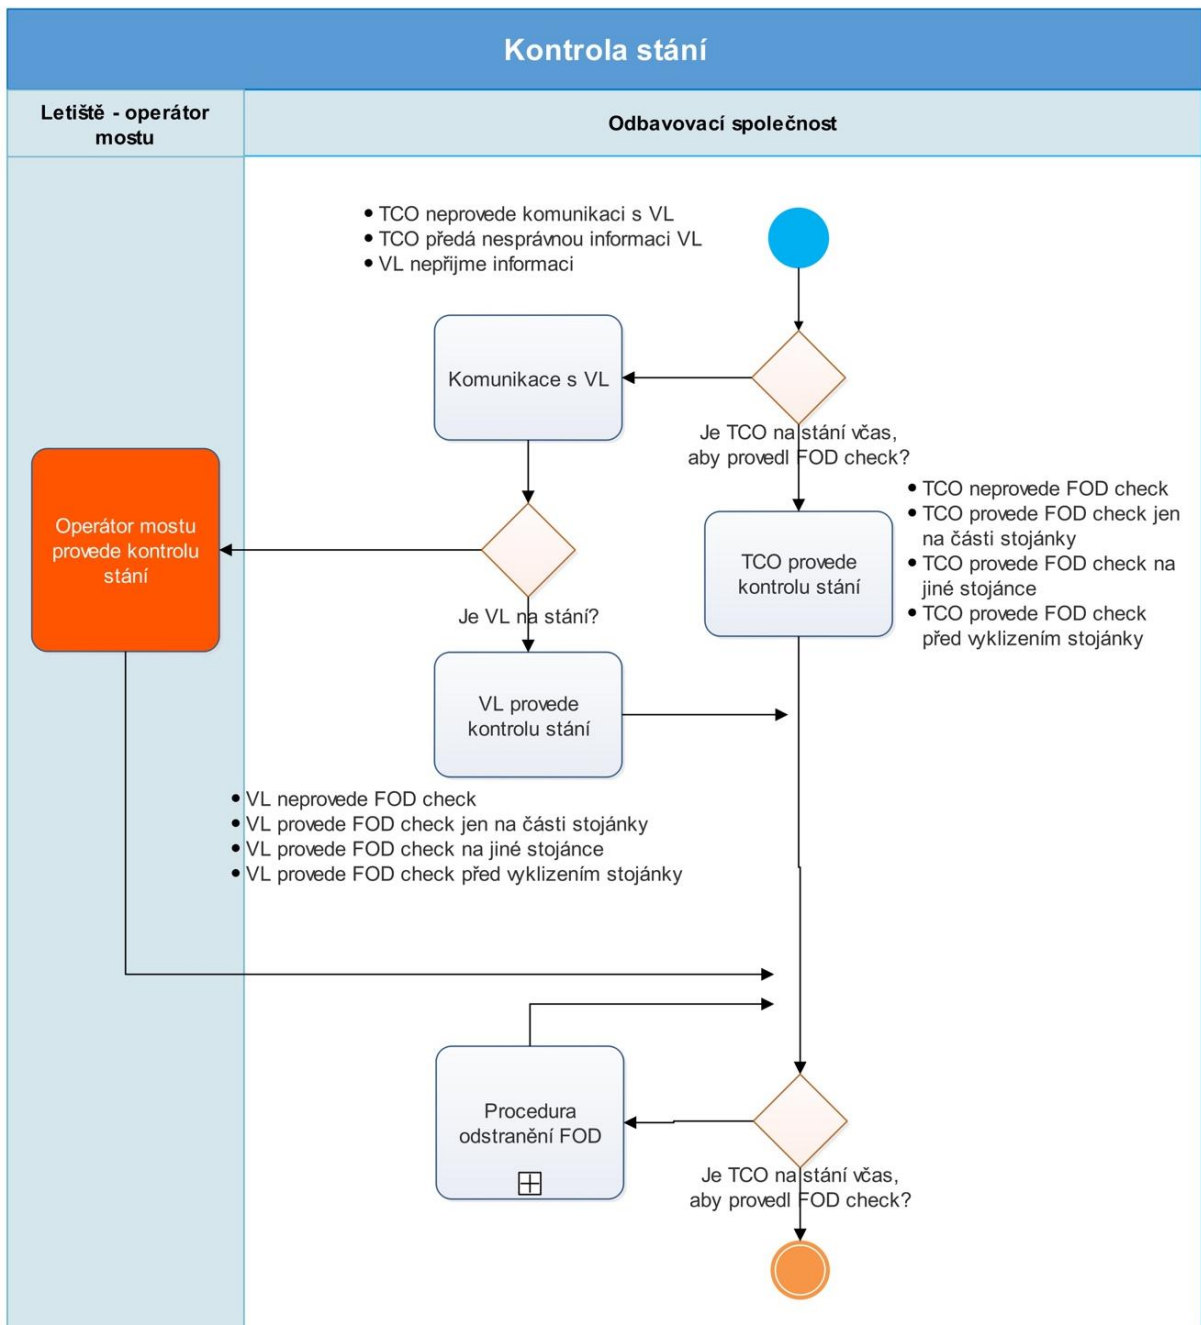 Kontrola stání
Letiště - operátor
mostu
Odbavovací společnost
• TCO neprovede komunikaci s VL
• TCO předá nesprávnou informaci VL
• VL nepřijme informaci
Komunikace s VL
Je TCO na stání včas,
aby provedl FOD check?
• TCO neprovede FOD check
• TCO provede FOD check jen
na části stojánky
• TCO provede FOD check na
jiné stojánce
• TCO provede FOD check
před vyklizením stojánky
Operátor mostu
provede kontrolu
stání
TCO provede
kontrolu stání
Je VL na stání?
VL provede
kontrolu stání
• VL neprovede FOD check
• VL provede FOD check jen na části stojánky
• VL provede FOD check na jiné stojánce
• VL provede FOD check před vyklizením stojánky
Procedura
odstranění FOD
Je TCO na stání včas,
aby provedl FOD check?